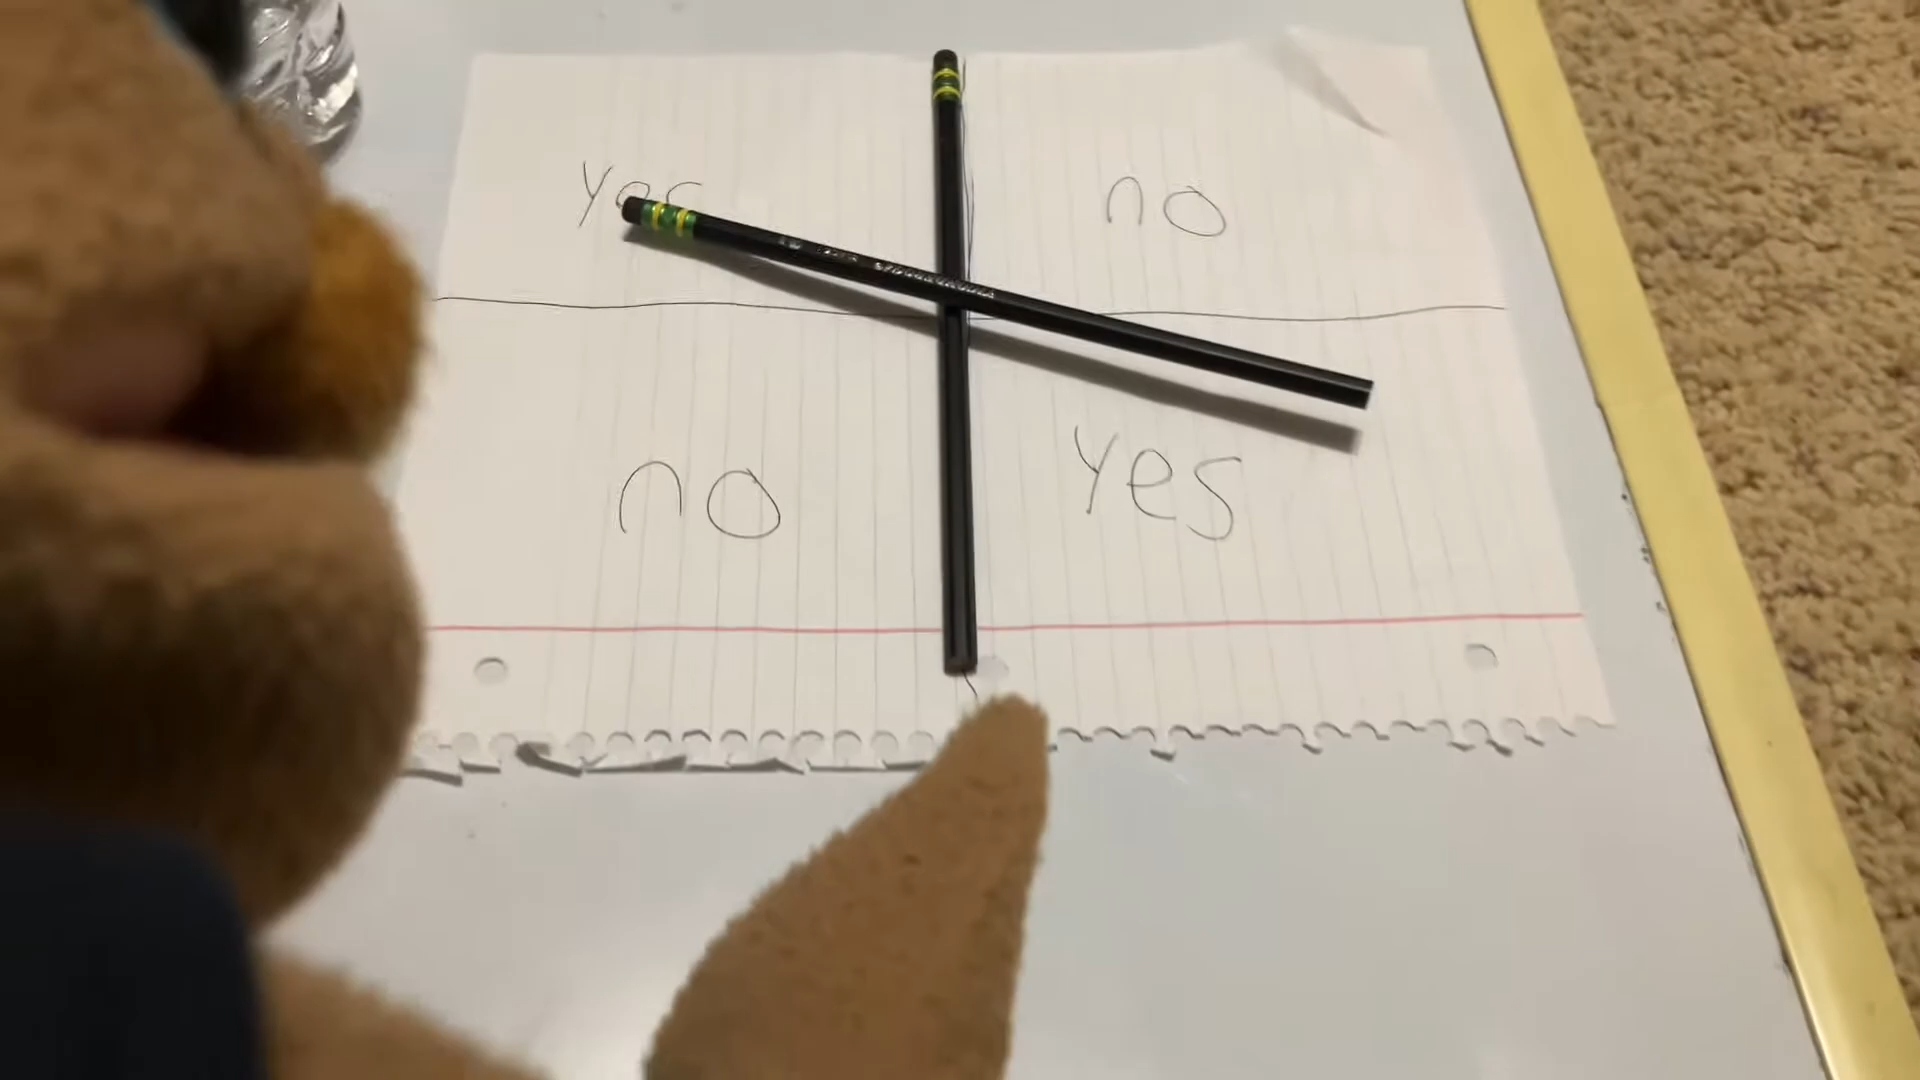 yes no
no yes